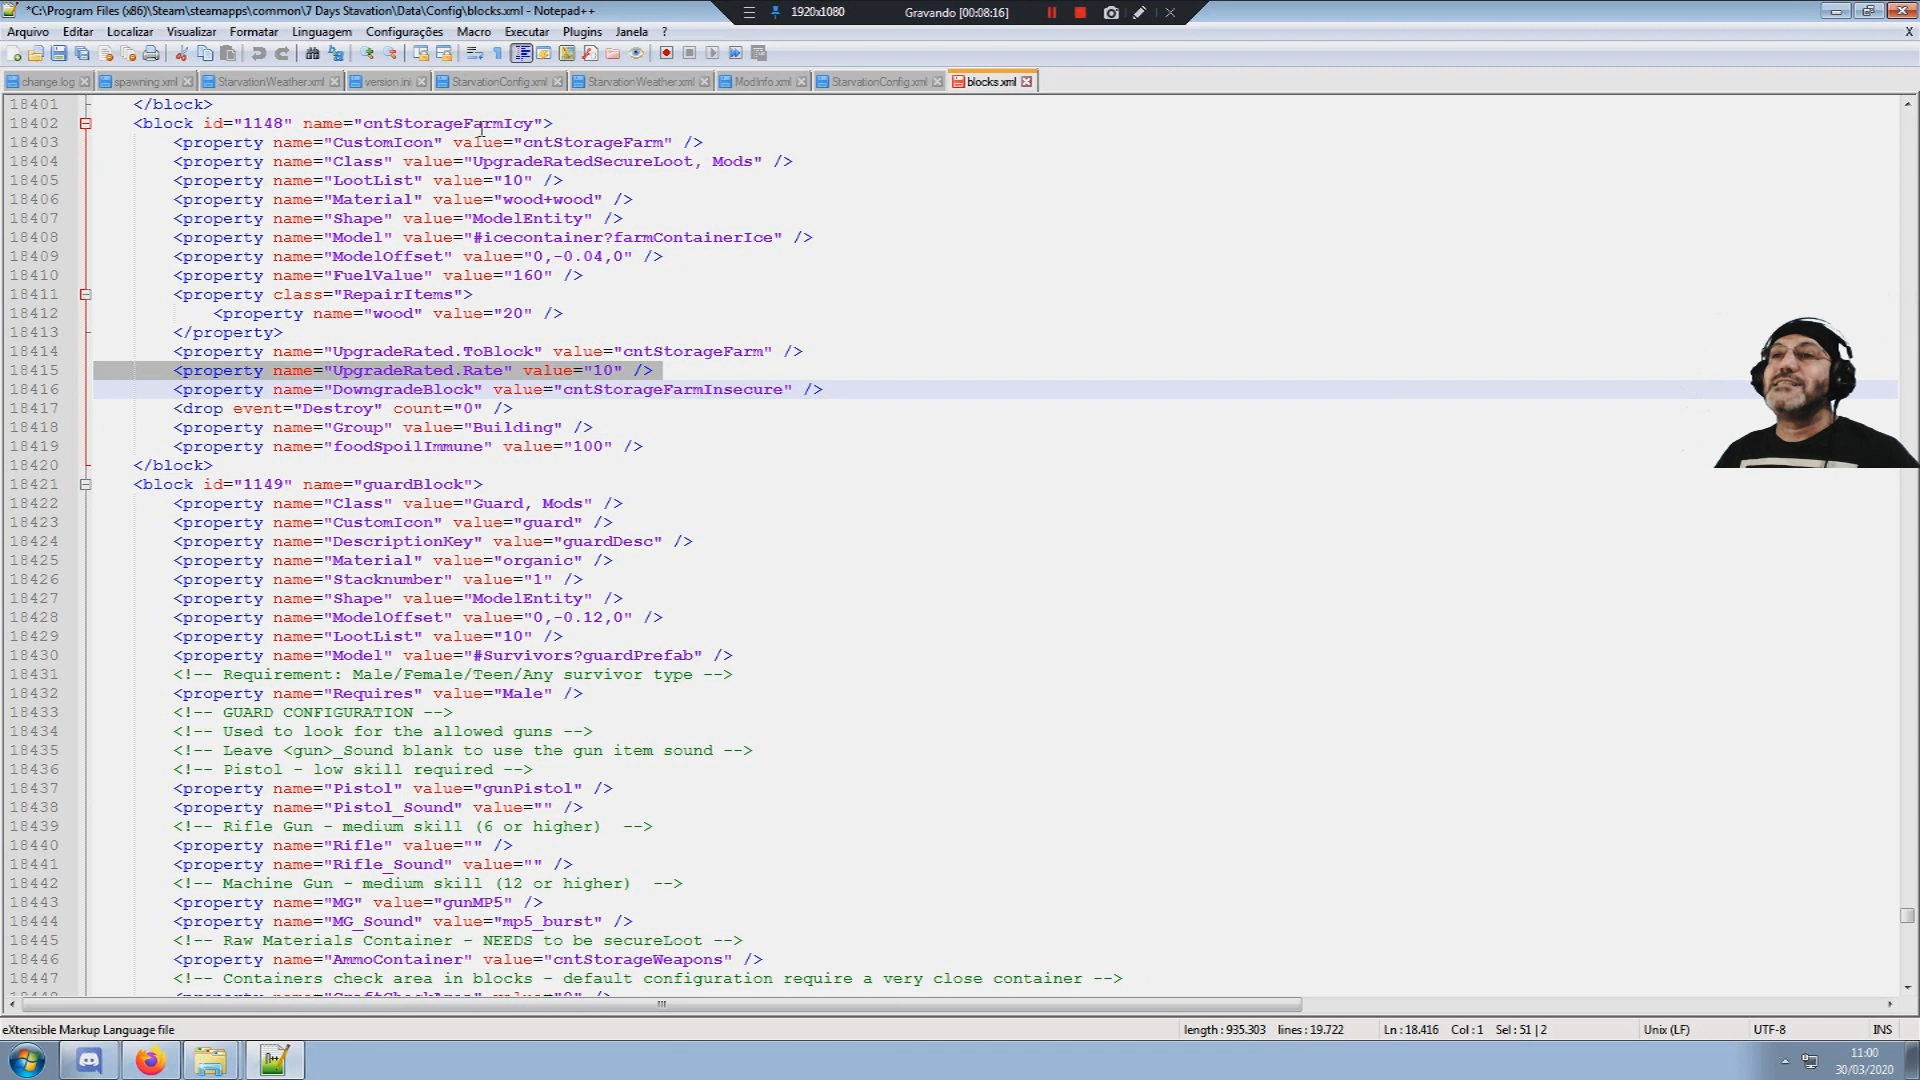 *C:\Program Files (x86)\Steam\steamapps\common\7 Days Stavation\Data\Config\blocks.xml - Notepad++
1920x1080
Gravando [00:08:16]
Arquivo Editar Localizar Visualizar Formatar Linguagem Configurações Macro Executar Plugins Janela ? X
change.log spawning.xml StarvationWeather.xml version.ini StarvationConfig.xml StarvationWeather.xml ModInfo.xml StarvationConfig.xml blocks.xml
18401 </block>
18402 <block id="1148" name="cntStorageFarmIcy">
18403 <property name="CustomIcon" value="cntStorageFarm" />
18404 <property name="Class" value="UpgradeRatedSecureLoot, Mods" />
18405 <property name="LootList" value="10" />
18406 <property name="Material" value="wood+wood" />
18407 <property name="Shape" value="ModelEntity" />
18408 <property name="Model" value="#icecontainer?farmContainerIce" />
18409 <property name="ModelOffset" value="0,-0.04,0" />
18410 <property name="FuelValue" value="160" />
18411 <property class="RepairItems">
18412 <property name="wood" value="20" />
18413 </property>
18414 <property name="UpgradeRated.ToBlock" value="cntStorageFarm" />
18415 <property name="UpgradeRated.Rate" value="10" />
18416 <property name="DowngradeBlock" value="cntStorageFarmInsecure" />
18417 <drop event="Destroy" count="0" />
18418 <property name="Group" value="Building" />
18419 <property name="foodSpoilImmune" value="100" />
18420 </block>
18421 <block id="1149" name="guardBlock">
18422 <property name="Class" value="Guard, Mods" />
18423 <property name="CustomIcon" value="guard" />
18424 <property name="DescriptionKey" value="guardDesc" />
18425 <property name="Material" value="organic" />
18426 <property name="Stacknumber" value="1" />
18427 <property name="Shape" value="ModelEntity" />
18428 <property name="ModelOffset" value="0,-0.12,0" />
18429 <property name="LootList" value="10" />
18430 <property name="Model" value="#Survivors?guardPrefab" />
18431 <!-- Requirement: Male/Female/Teen/Any survivor type -->
18432 <property name="Requires" value="Male" />
18433 <!-- GUARD CONFIGURATION -->
18434 <!-- Used to look for the allowed guns -->
18435 <!-- Leave <gun>_Sound blank to use the gun item sound -->
18436 <!-- Pistol - low skill required -->
18437 <property name="Pistol" value="gunPistol" />
18438 <property name="Pistol_Sound" value="" />
18439 <!-- Rifle Gun - medium skill (6 or higher)  -->
18440 <property name="Rifle" value="" />
18441 <property name="Rifle_Sound" value="" />
18442 <!-- Machine Gun - medium skill (12 or higher)  -->
18443 <property name="MG" value="gunMP5" />
18444 <property name="MG_Sound" value="mp5_burst" />
18445 <!-- Raw Materials Container - NEEDS to be secureLoot -->
18446 <property name="AmmoContainer" value="cntStorageWeapons" />
18447 <!-- Containers check area in blocks - default configuration require a very close container -->
eXtensible Markup Language file length : 935.303 lines : 19.722 Ln : 18.416 Col : 1 Sel : 51 | 2 Unix (LF) UTF-8 INS
11:00
30/03/2020